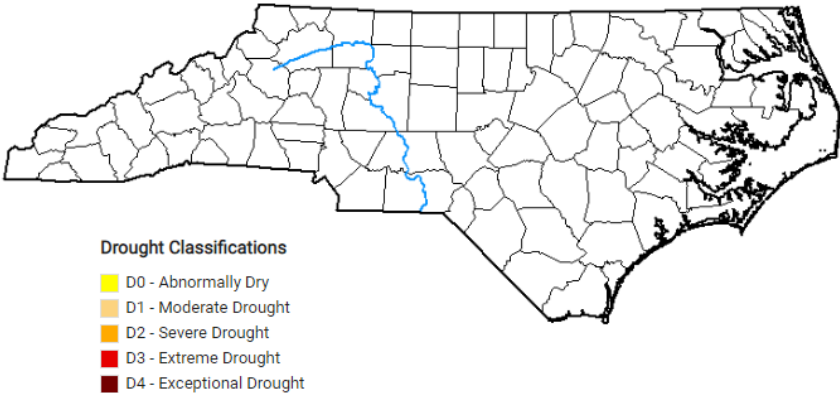 Drought Classifications
D0 - Abnormally Dry
D1 - Moderate Drought
D2 - Severe Drought
D3 - Extreme Drought
D4 - Exceptional Drought